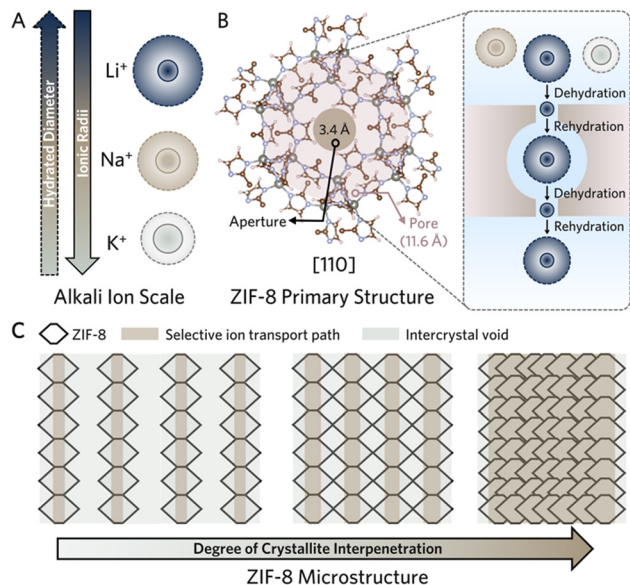 A
Hydrated Diameter
Ionic Radii
Li⁺
Na⁺
K⁺
Alkali Ion Scale
B
3.4 Å
Aperture
Pore
(11.6 Å)
[110]
ZIF-8 Primary Structure
Dehydration
Rehydration
Dehydration
Rehydration
C
ZIF-8
Selective ion transport path
Intercrystal void
Degree of Crystallite Interpenetration
ZIF-8 Microstructure